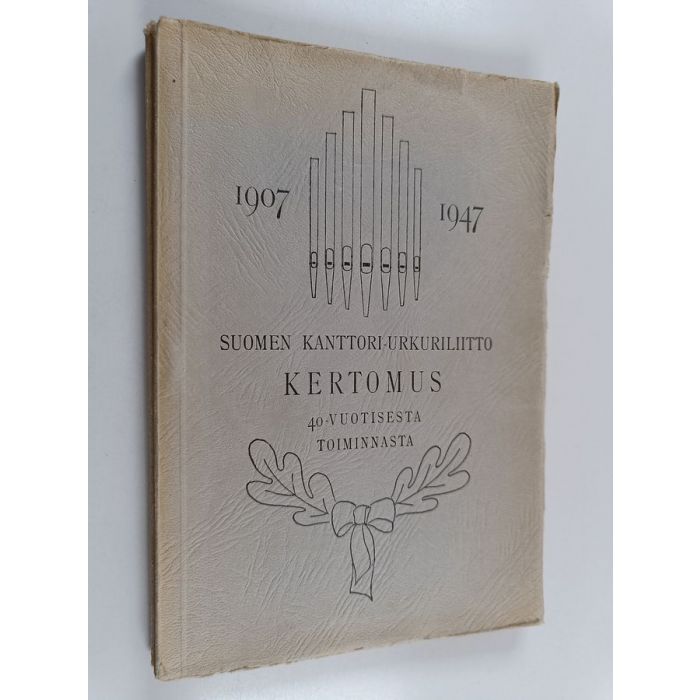 1907
1947
SUOMEN KANTTORI-URKURILIITTO
KERTOMUS
40-VUOTISESTA
TOIMINNASTA